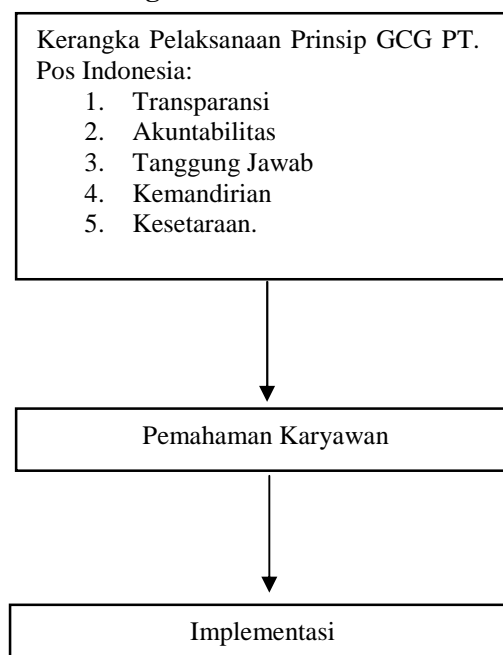 Kerangka Pelaksanaan Prinsip GCG PT.
Pos Indonesia:
1. Transparansi
2. Akuntabilitas
3. Tanggung Jawab
4. Kemandirian
5. Kesetaraan.
Pemahaman Karyawan
Implementasi